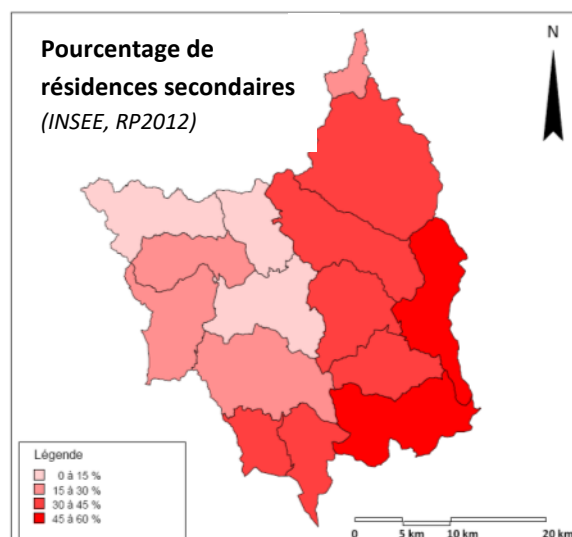 Pourcentage de
résidences secondaires
(INSEE, RP2012)
N
Légende
0 à 15 %
15 à 30 %
30 à 45 %
45 à 60 %
0 5 km 10 km 20 km